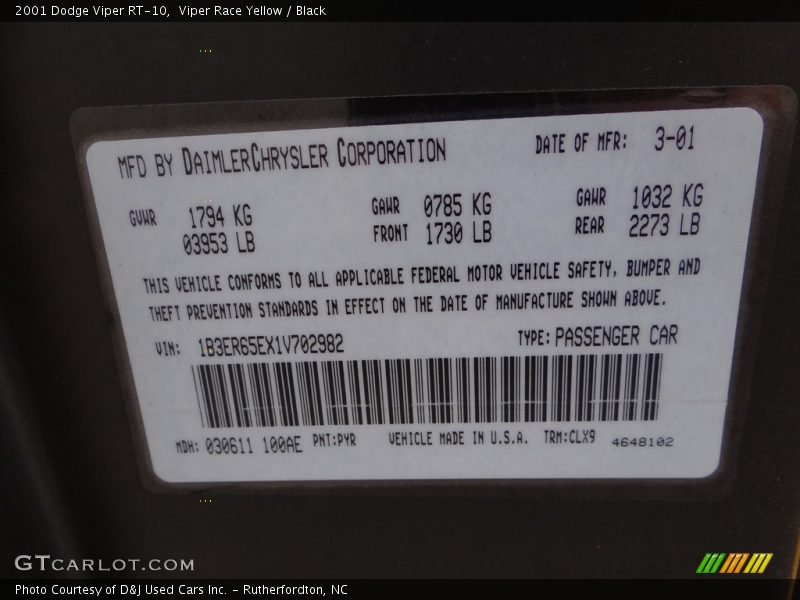 2001 Dodge Viper RT-10, Viper Race Yellow / Black
MFD BY DAIMLERCHRYSLER CORPORATION DATE OF MFR: 3-01
GVWR 1794 KG GAWR 0785 KG GAWR 1032 KG
03953 LB FRONT 1730 LB REAR 2273 LB
THIS VEHICLE CONFORMS TO ALL APPLICABLE FEDERAL MOTOR VEHICLE SAFETY, BUMPER AND
THEFT PREVENTION STANDARDS IN EFFECT ON THE DATE OF MANUFACTURE SHOWN ABOVE.
VIN: 1B3ER65EX1V702982 TYPE: PASSENGER CAR
MDH: 030611 100AE PNT:PYR VEHICLE MADE IN U.S.A. TRM:CLX9 4648102
GTCARLOT.COM
Photo Courtesy of D&J Used Cars Inc. - Rutherfordton, NC